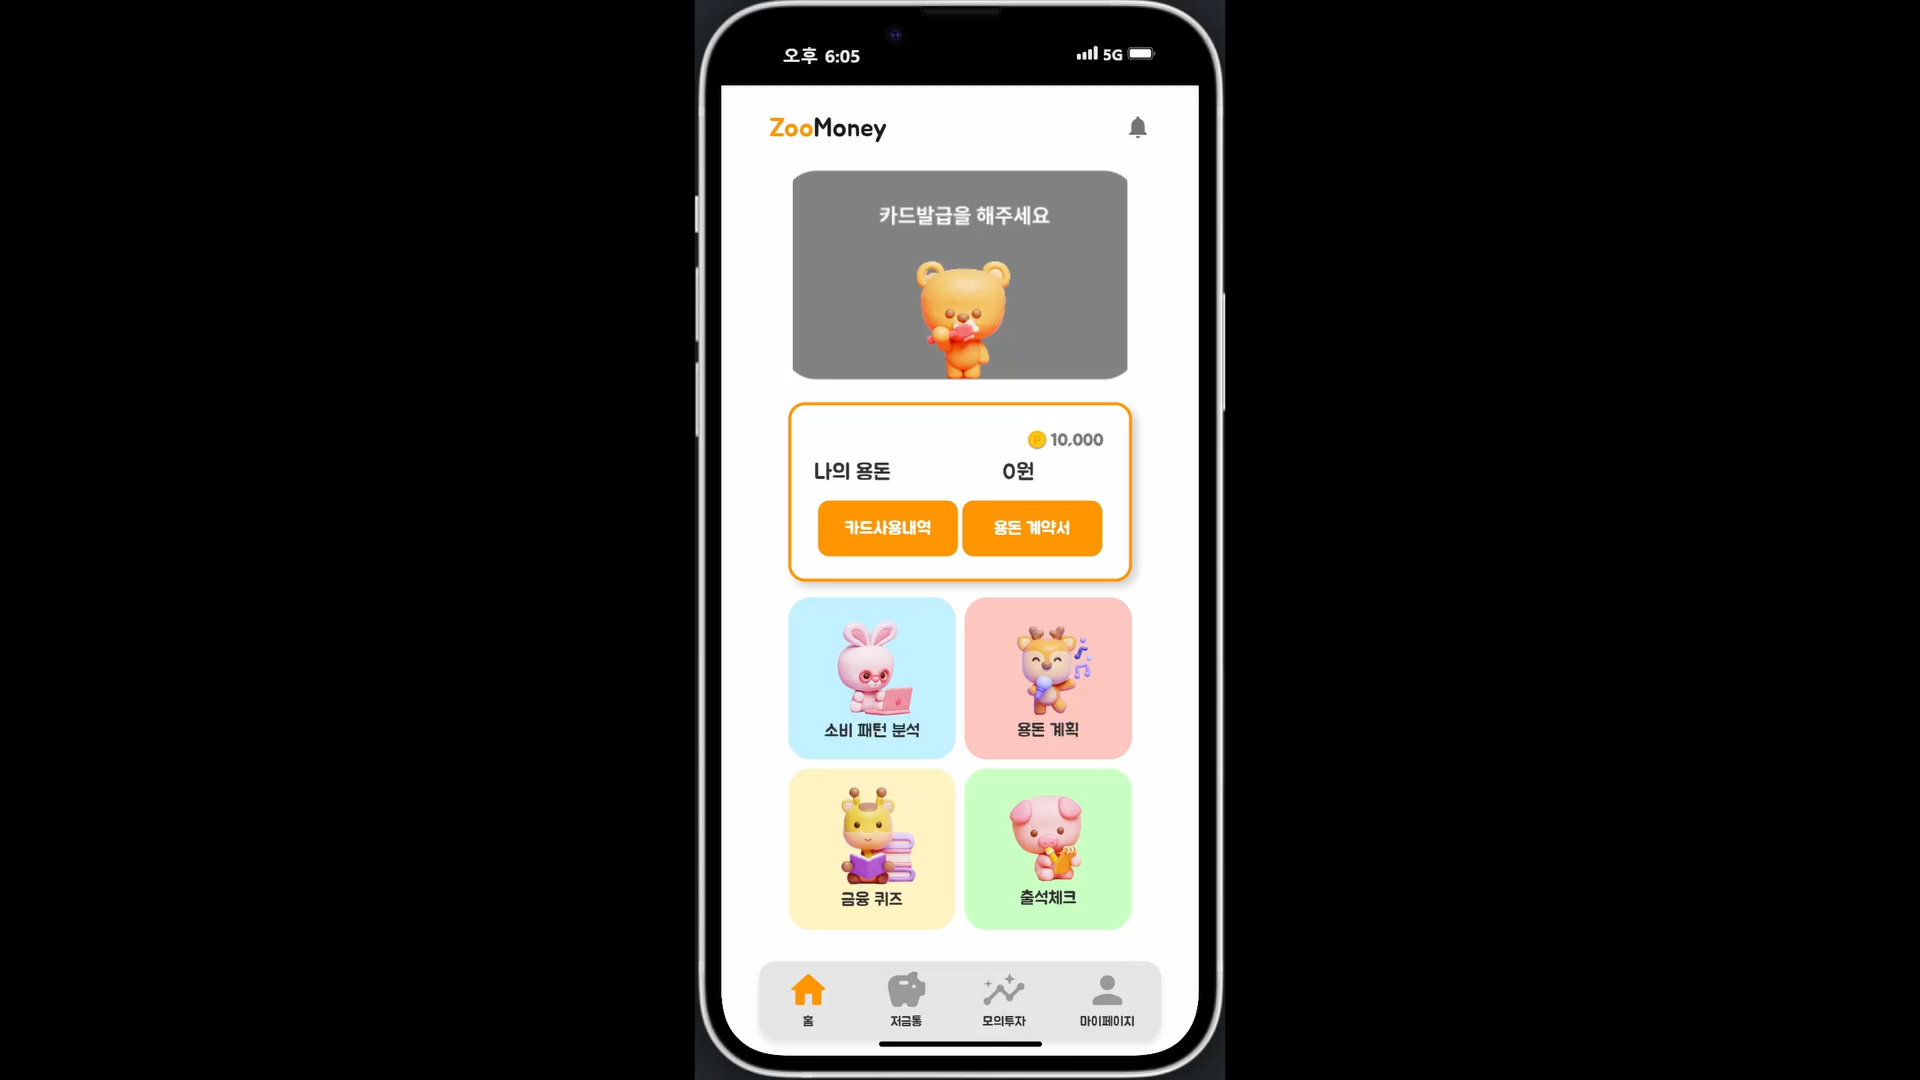 오후 6:05
5G
ZooMoney
카드발급을 해주세요
P 10,000
나의 용돈 0원
카드사용내역 용돈 계약서
소비 패턴 분석 용돈 계획
금융 퀴즈 출석체크
홈 저금통 모의투자 마이페이지